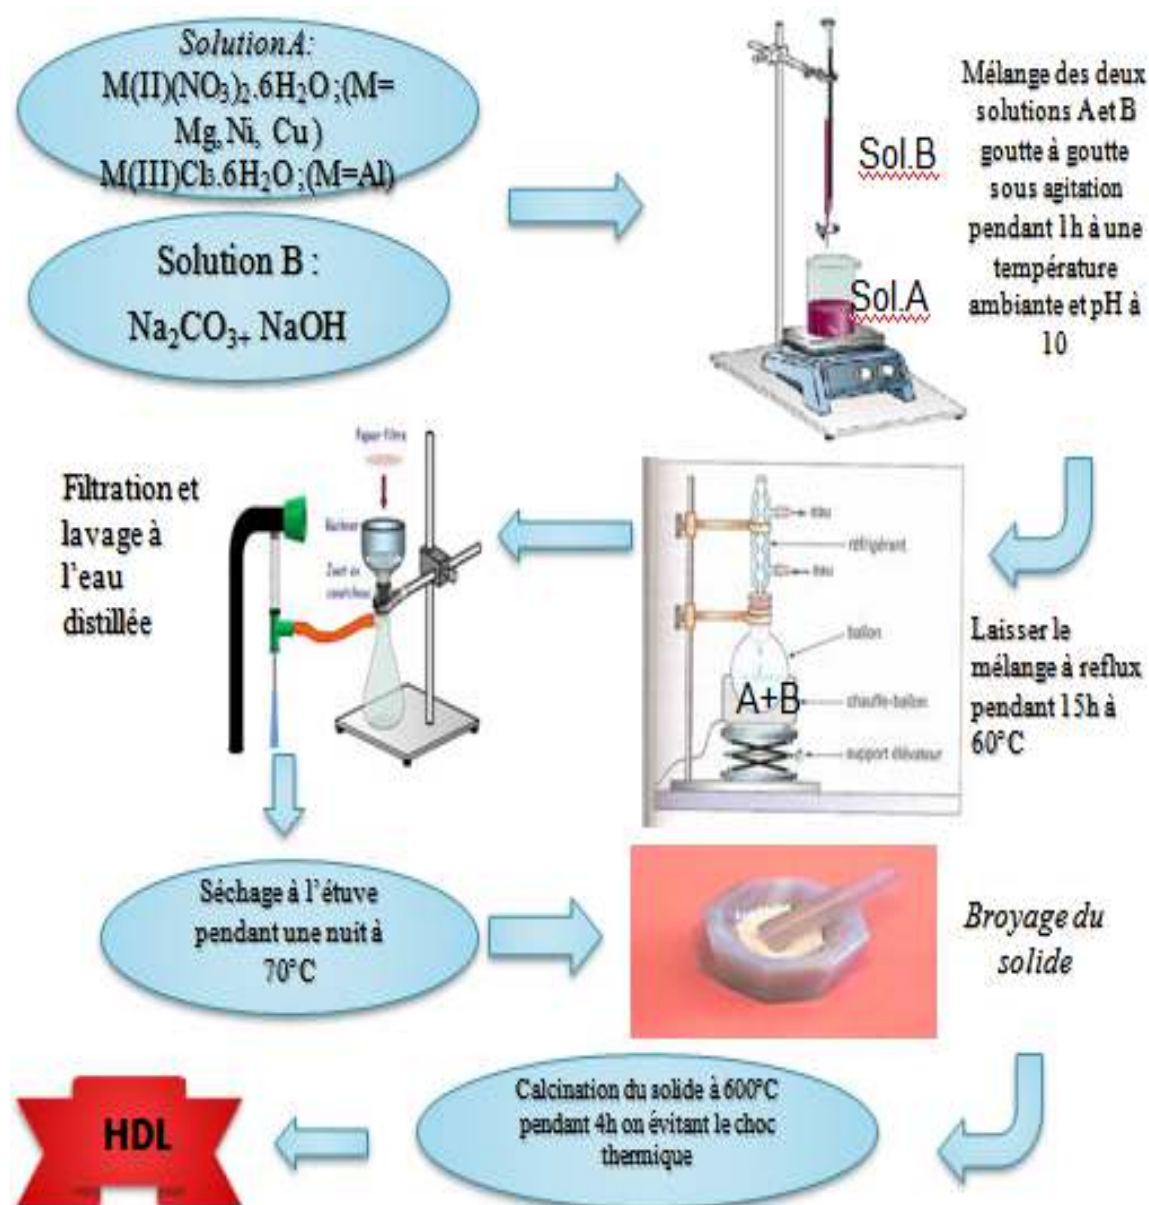 Solution A:
M(II)(NO₃)₂.6H₂O ;(M=
Mg,Ni, Cu )
M(III)Cl₃.6H₂O ;(M=Al)
Solution B :
Na₂CO₃+ NaOH
Sol.B
Sol.A
Mélange des deux
solutions A et B
goutte à goutte
sous agitation
pendant 1h à une
température
ambiante et pH à
10
Laisser le
mélange à reflux
pendant 15h à
60°C
eau
réfrigérant
eau
ballon
A+B
chauffe-ballon
support élévateur
Filtration et
lavage à
l’eau
distillée
Papier filtre
Joint en
caoutchouc
Séchage à l’étuve
pendant une nuit à
70°C
Broyage du
solide
Calcination du solide à 600°C
pendant 4h on évitant le choc
thermique
HDL